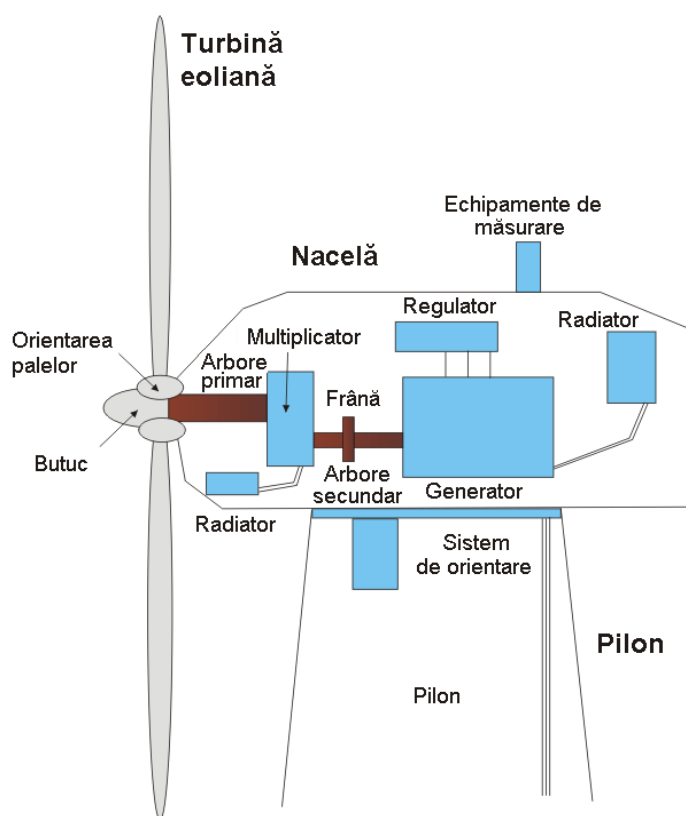 Turbină
eoliană
Echipamente de
măsurare
Nacelă
Regulator
Radiator
Orientarea
palelor
Multiplicator
Arbore
primar
Frână
Butuc
Arbore
secundar
Generator
Radiator
Sistem
de orientare
Pilon
Pilon